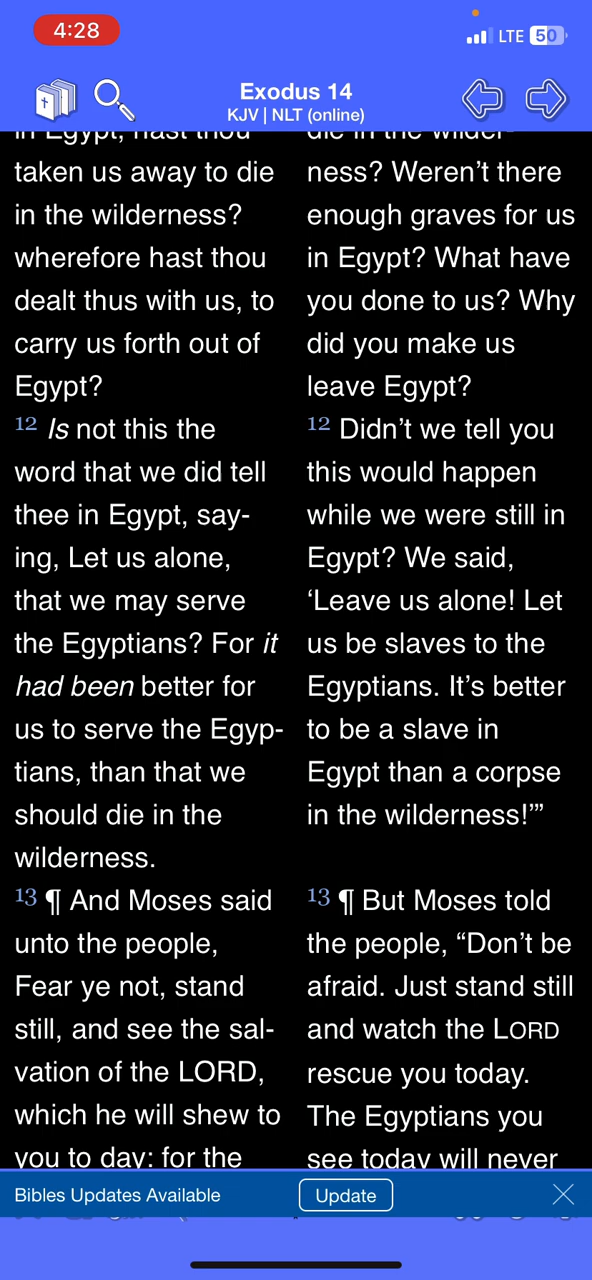 4:28
LTE 50
Exodus 14
KJV | NLT (online)
in Egypt, hast thou
taken us away to die
in the wilderness?
wherefore hast thou
dealt thus with us, to
carry us forth out of
Egypt?
12 Is not this the
word that we did tell
thee in Egypt, say-
ing, Let us alone,
that we may serve
the Egyptians? For it
had been better for
us to serve the Egyp-
tians, than that we
should die in the
wilderness.
13 ¶ And Moses said
unto the people,
Fear ye not, stand
still, and see the sal-
vation of the LORD,
which he will shew to
you to day: for the
die in the wilder-
ness? Weren’t there
enough graves for us
in Egypt? What have
you done to us? Why
did you make us
leave Egypt?
12 Didn’t we tell you
this would happen
while we were still in
Egypt? We said,
‘Leave us alone! Let
us be slaves to the
Egyptians. It’s better
to be a slave in
Egypt than a corpse
in the wilderness!’”
13 ¶ But Moses told
the people, “Don’t be
afraid. Just stand still
and watch the LORD
rescue you today.
The Egyptians you
see today will never
Bibles Updates Available
Update